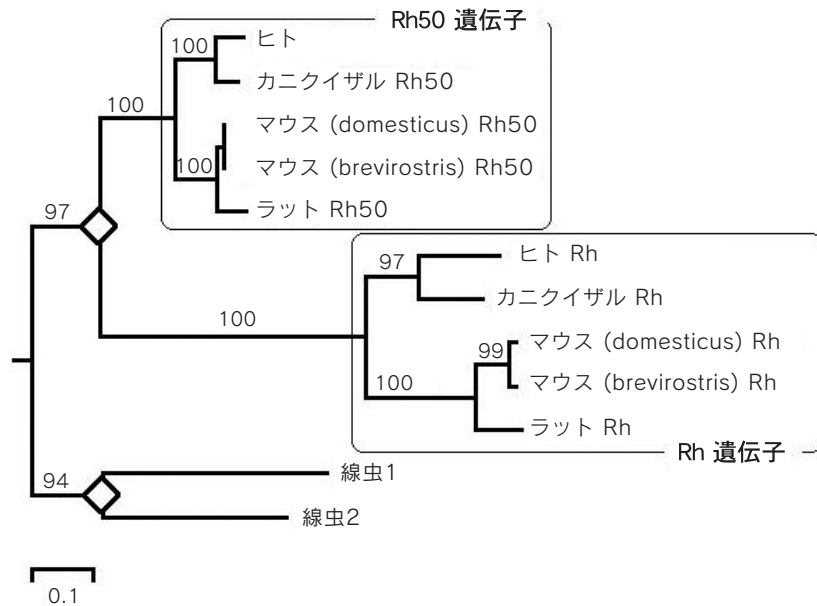 Rh50 遺伝子
100
ヒト
カニクイザル Rh50
100
マウス (domesticus) Rh50
マウス (brevirostris) Rh50
100
ラット Rh50
97
ヒト Rh
97
カニクイザル Rh
100
マウス (domesticus) Rh
99
マウス (brevirostris) Rh
100
ラット Rh
Rh 遺伝子
線虫1
94
線虫2
0.1